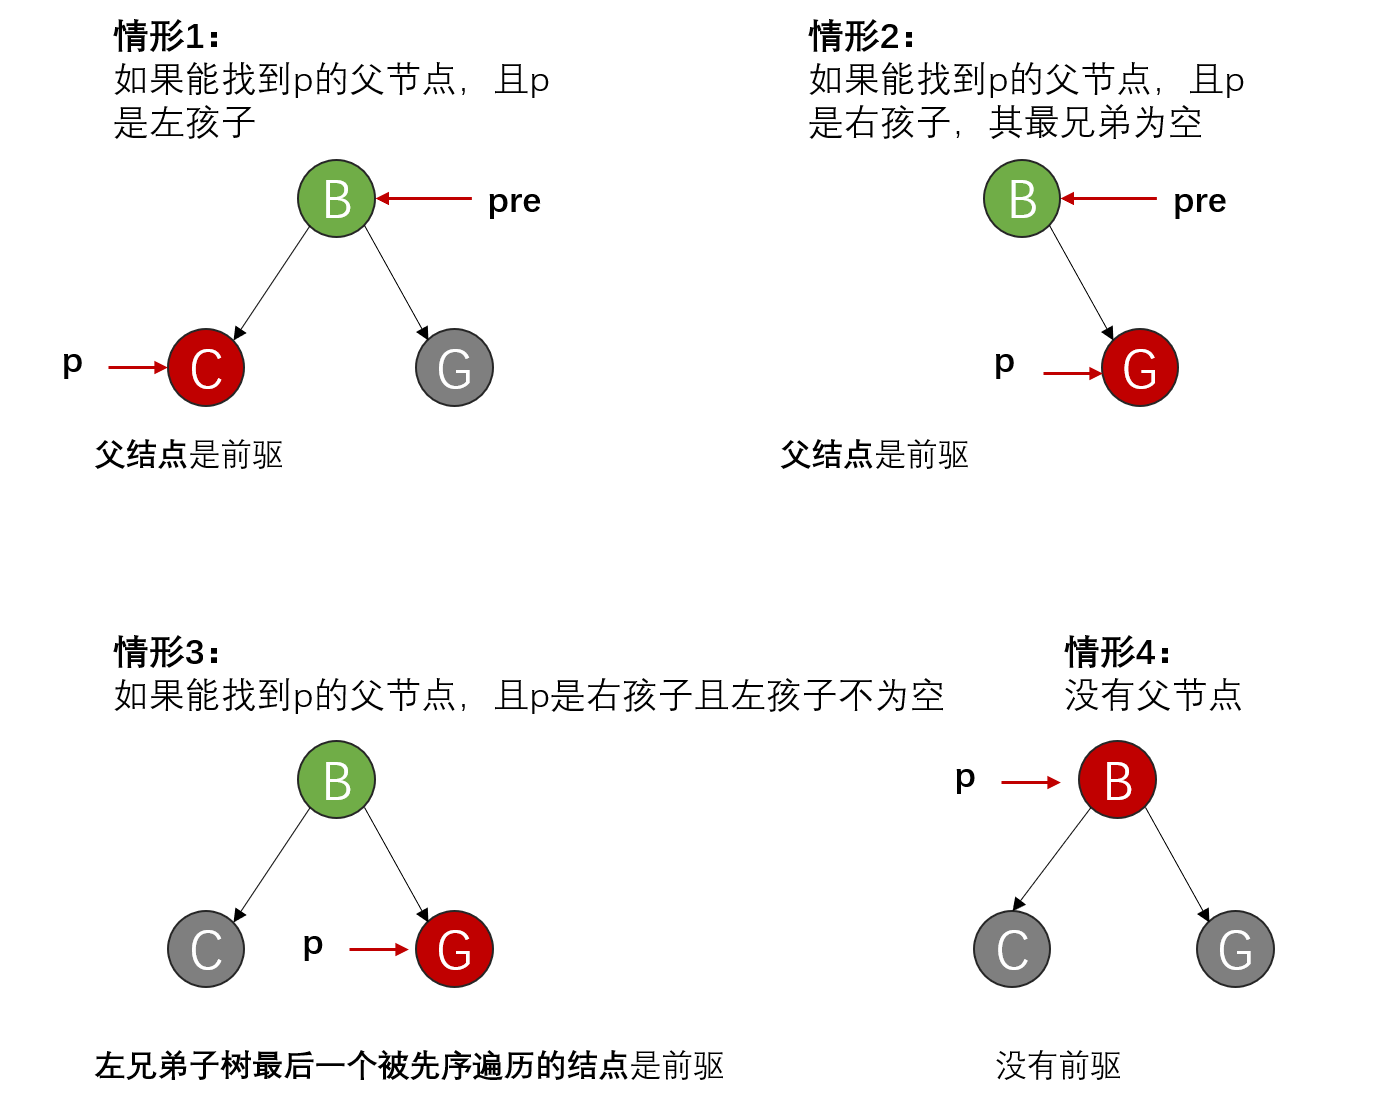 情形1：
如果能找到p的父节点，且p
是左孩子
B
pre
p
C
G
父结点是前驱
情形2：
如果能找到p的父节点，且p
是右孩子，其最兄弟为空
B
pre
p
G
父结点是前驱
情形3：
如果能找到p的父节点，且p是右孩子且左孩子不为空
B
C
p
G
左兄弟子树最后一个被先序遍历的结点是前驱
情形4：
没有父节点
p
B
C
G
没有前驱